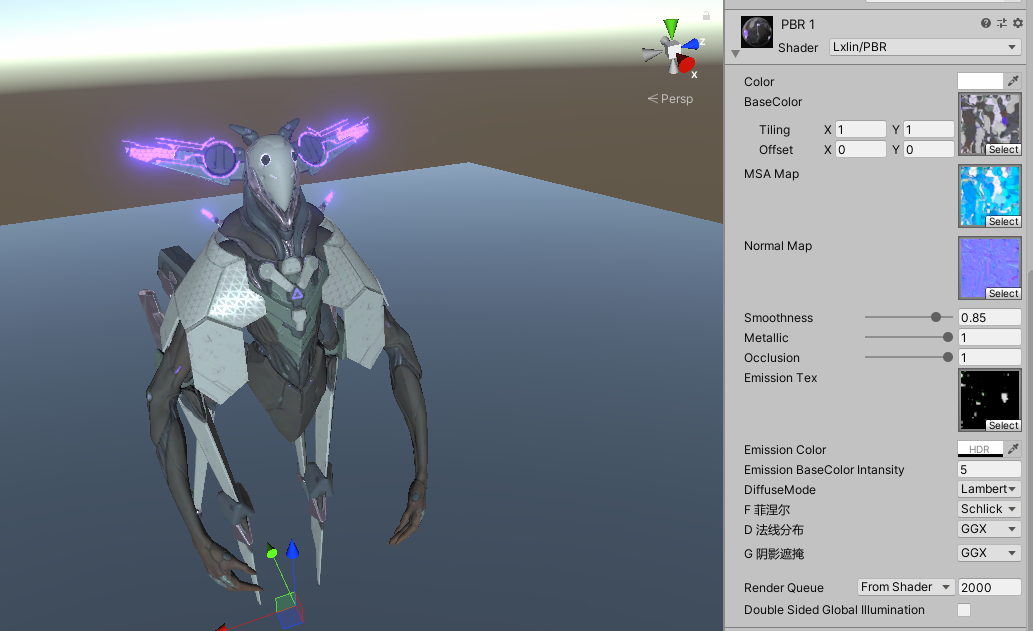 z
x
< Persp
PBR 1
Shader Lxlin/PBR
Color
BaseColor
Tiling X 1 Y 1
Offset X 0 Y 0
Select
MSA Map
Select
Normal Map
Select
Smoothness 0.85
Metallic 1
Occlusion 1
Emission Tex
Select
Emission Color HDR
Emission BaseColor Intansity 5
DiffuseMode Lambert
F 菲涅尔 Schlick
D 法线分布 GGX
G 阴影遮掩 GGX
Render Queue From Shader 2000
Double Sided Global Illumination